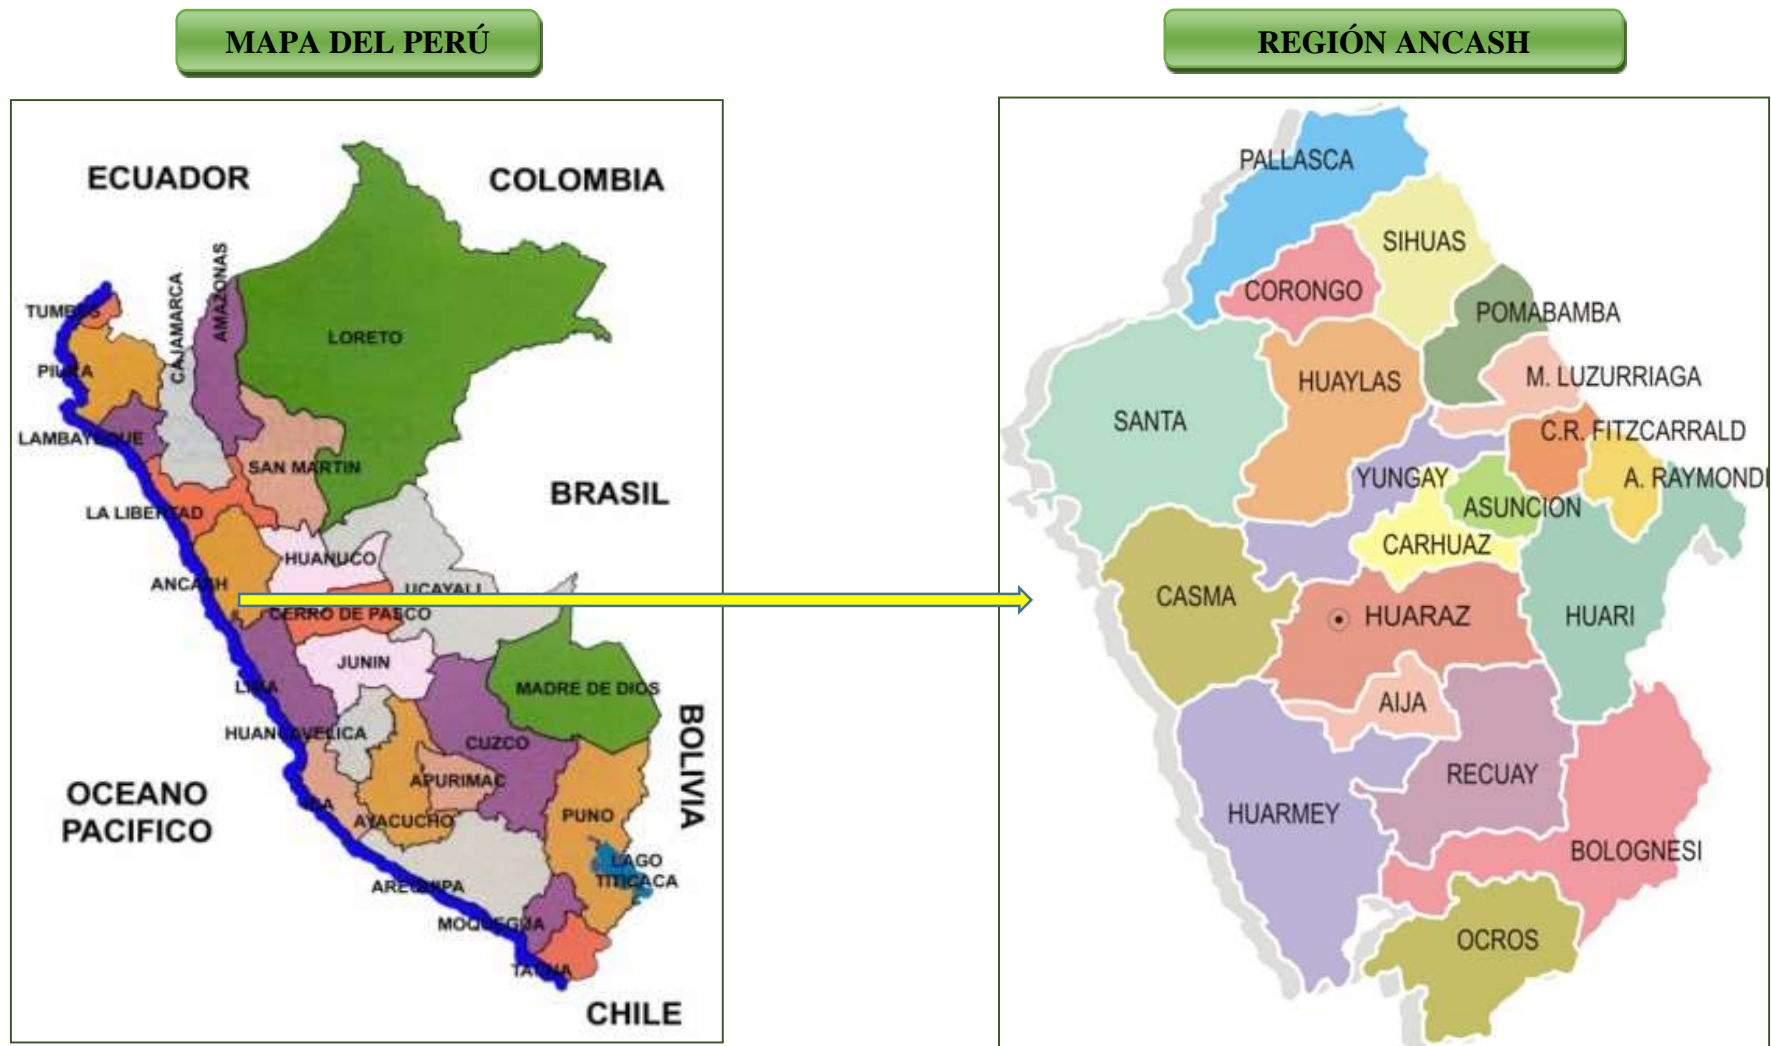 MAPA DEL PERÚ
REGIÓN ANCASH
ECUADOR
COLOMBIA
TUMBES
CAJAMARCA
AMAZONAS
LORETO
PIURA
LAMBAYEQUE
SAN MARTIN
BRASIL
LA LIBERTAD
HUANUCO
ANCASH
UCAYALI
CERRO DE PASCO
JUNIN
LIMA
MADRE DE DIOS
HUANCAVELICA
CUZCO
BOLIVIA
APURIMAC
OCEANO
PACIFICO
ICA
AYACUCHO
PUNO
LAGO
TITICACA
AREQUIPA
MOQUEGUA
TACNA
CHILE
PALLASCA
SIHUAS
CORONGO
POMABAMBA
HUAYLAS
M. LUZURRIAGA
SANTA
C.R. FITZCARRALD
YUNGAY
A. RAYMONDI
ASUNCION
CARHUAZ
CASMA
HUARAZ
HUARI
AIJA
RECUAY
HUARMEY
BOLOGNESI
OCROS